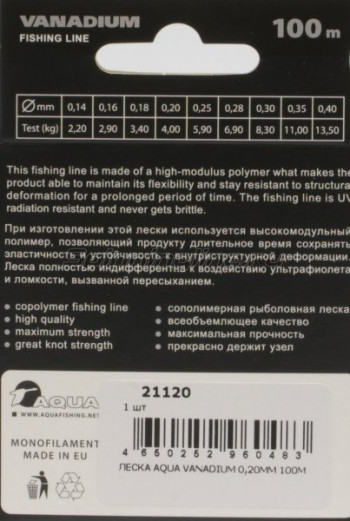 VANADIUM
FISHING LINE
100m
Ø mm 0,14 0,16 0,18 0,20 0,25 0,28 0,30 0,35 0,40
Test (kg) 2,20 2,90 3,40 4,00 5,90 6,90 8,30 11,00 13,50
This fishing line is made of a high-modulus polymer what makes the
product able to maintain its flexibility and stay resistant to structural
deformation for a prolonged period of time. The fishing line is UV
radiation resistant and never gets brittle.
При изготовлении этой лески используется высокомодульный
полимер, позволяющий продукту длительное время сохранять
эластичность и устойчивость к внутриструктурной деформации.
Леска полностью индифферентна к воздействию ультрафиолета
и ломкости, вызванной пересыханием.
• copolymer fishing line
• high quality
• maximum strength
• great knot strength
• сополимерная рыболовная леска
• всеобъемлющее качество
• максимальная прочность
• прекрасно держит узел
AQUA
WWW.AQUAFISHING.NET
MONOFILAMENT
MADE IN EU
21120
1 шт
4 650252 960483
ЛЕСКА AQUA VANADIUM 0,20MM 100M